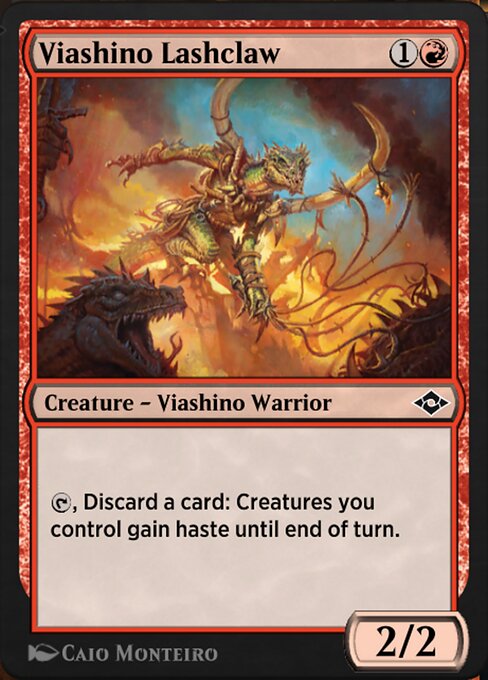 Viashino Lashclaw 1
Creature – Viashino Warrior
, Discard a card: Creatures you
control gain haste until end of turn.
2/2
Caio Monteiro